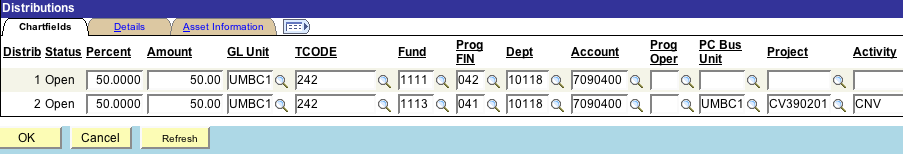 Distributions
Chartfields Details Asset Information
Distrib Status Percent Amount GL Unit TCODE Fund Prog FIN Dept Account Prog Oper PC Bus Unit Project Activity
1 Open 50.0000 50.00 UMBC1 242 1111 042 10118 7090400
2 Open 50.0000 50.00 UMBC1 242 1113 041 10118 7090400 UMBC1 CV390201 CNV
OK Cancel Refresh